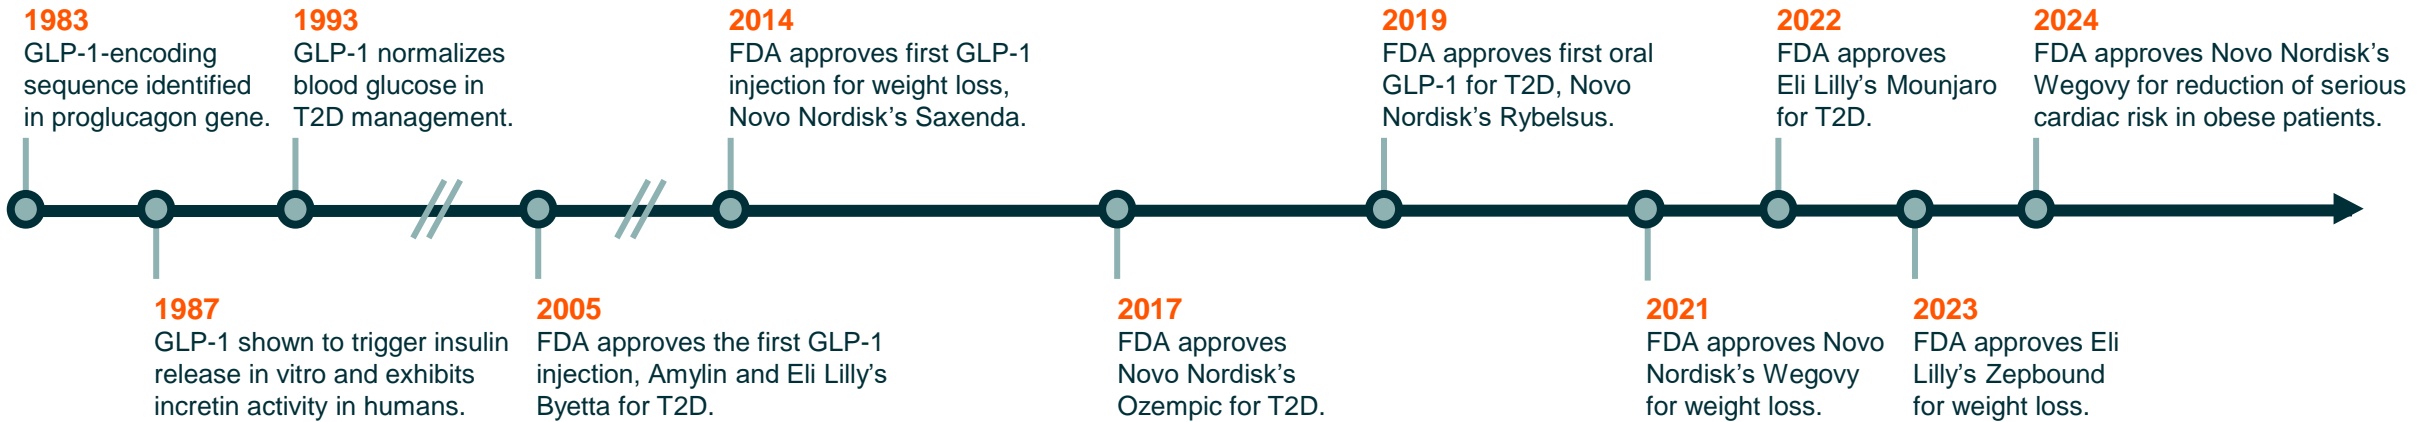 1983
GLP-1-encoding
sequence identified
in proglucagon gene.
1993
GLP-1 normalizes
blood glucose in
T2D management.
2014
FDA approves first GLP-1
injection for weight loss,
Novo Nordisk’s Saxenda.
2019
FDA approves first oral
GLP-1 for T2D, Novo
Nordisk’s Rybelsus.
2022
FDA approves
Eli Lilly’s Mounjaro
for T2D.
2024
FDA approves Novo Nordisk’s
Wegovy for reduction of serious
cardiac risk in obese patients.
1987
GLP-1 shown to trigger insulin
release in vitro and exhibits
incretin activity in humans.
2005
FDA approves the first GLP-1
injection, Amylin and Eli Lilly’s
Byetta for T2D.
2017
FDA approves
Novo Nordisk’s
Ozempic for T2D.
2021
FDA approves Novo
Nordisk’s Wegovy
for weight loss.
2023
FDA approves Eli
Lilly’s Zepbound
for weight loss.